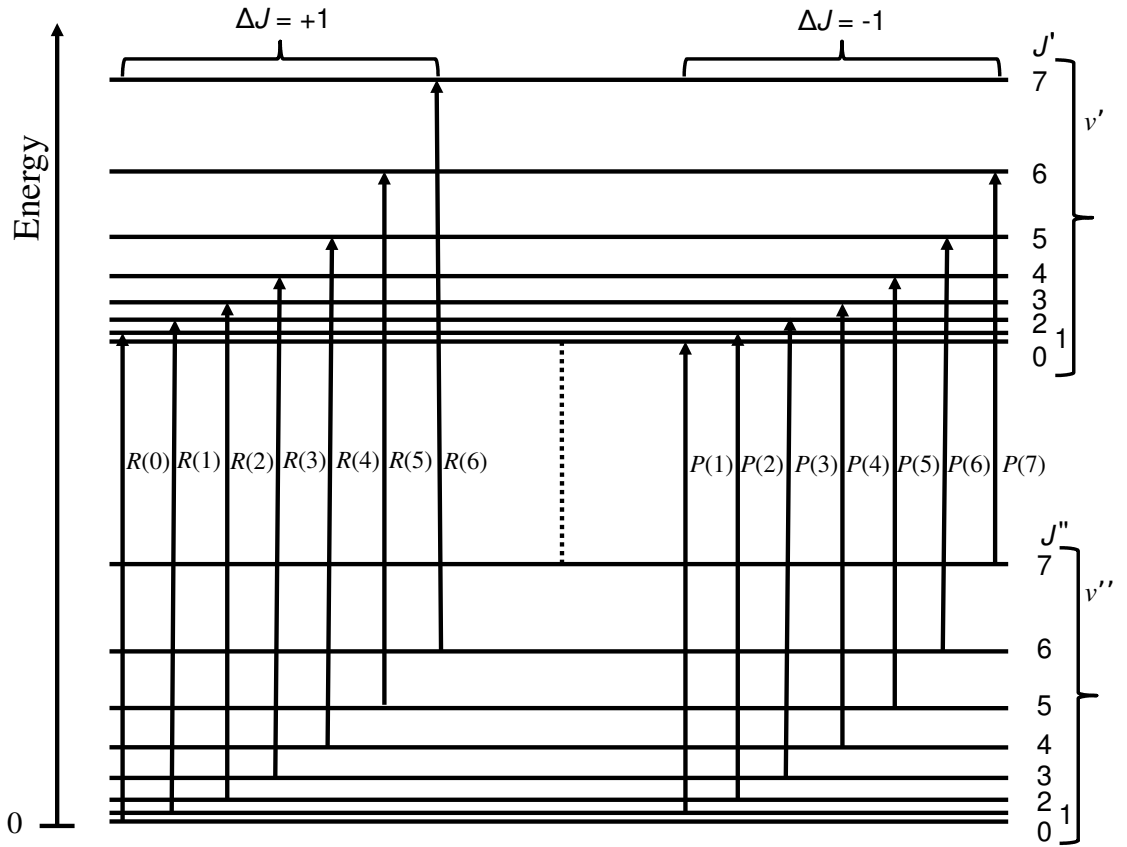 ΔJ = +1
ΔJ = -1
J'
7
v'
6
Energy
5
4
3
2
1
0
R(0) R(1) R(2) R(3) R(4) R(5) R(6)
P(1) P(2) P(3) P(4) P(5) P(6) P(7)
J"
7
v''
6
5
4
3
2
1
0
0